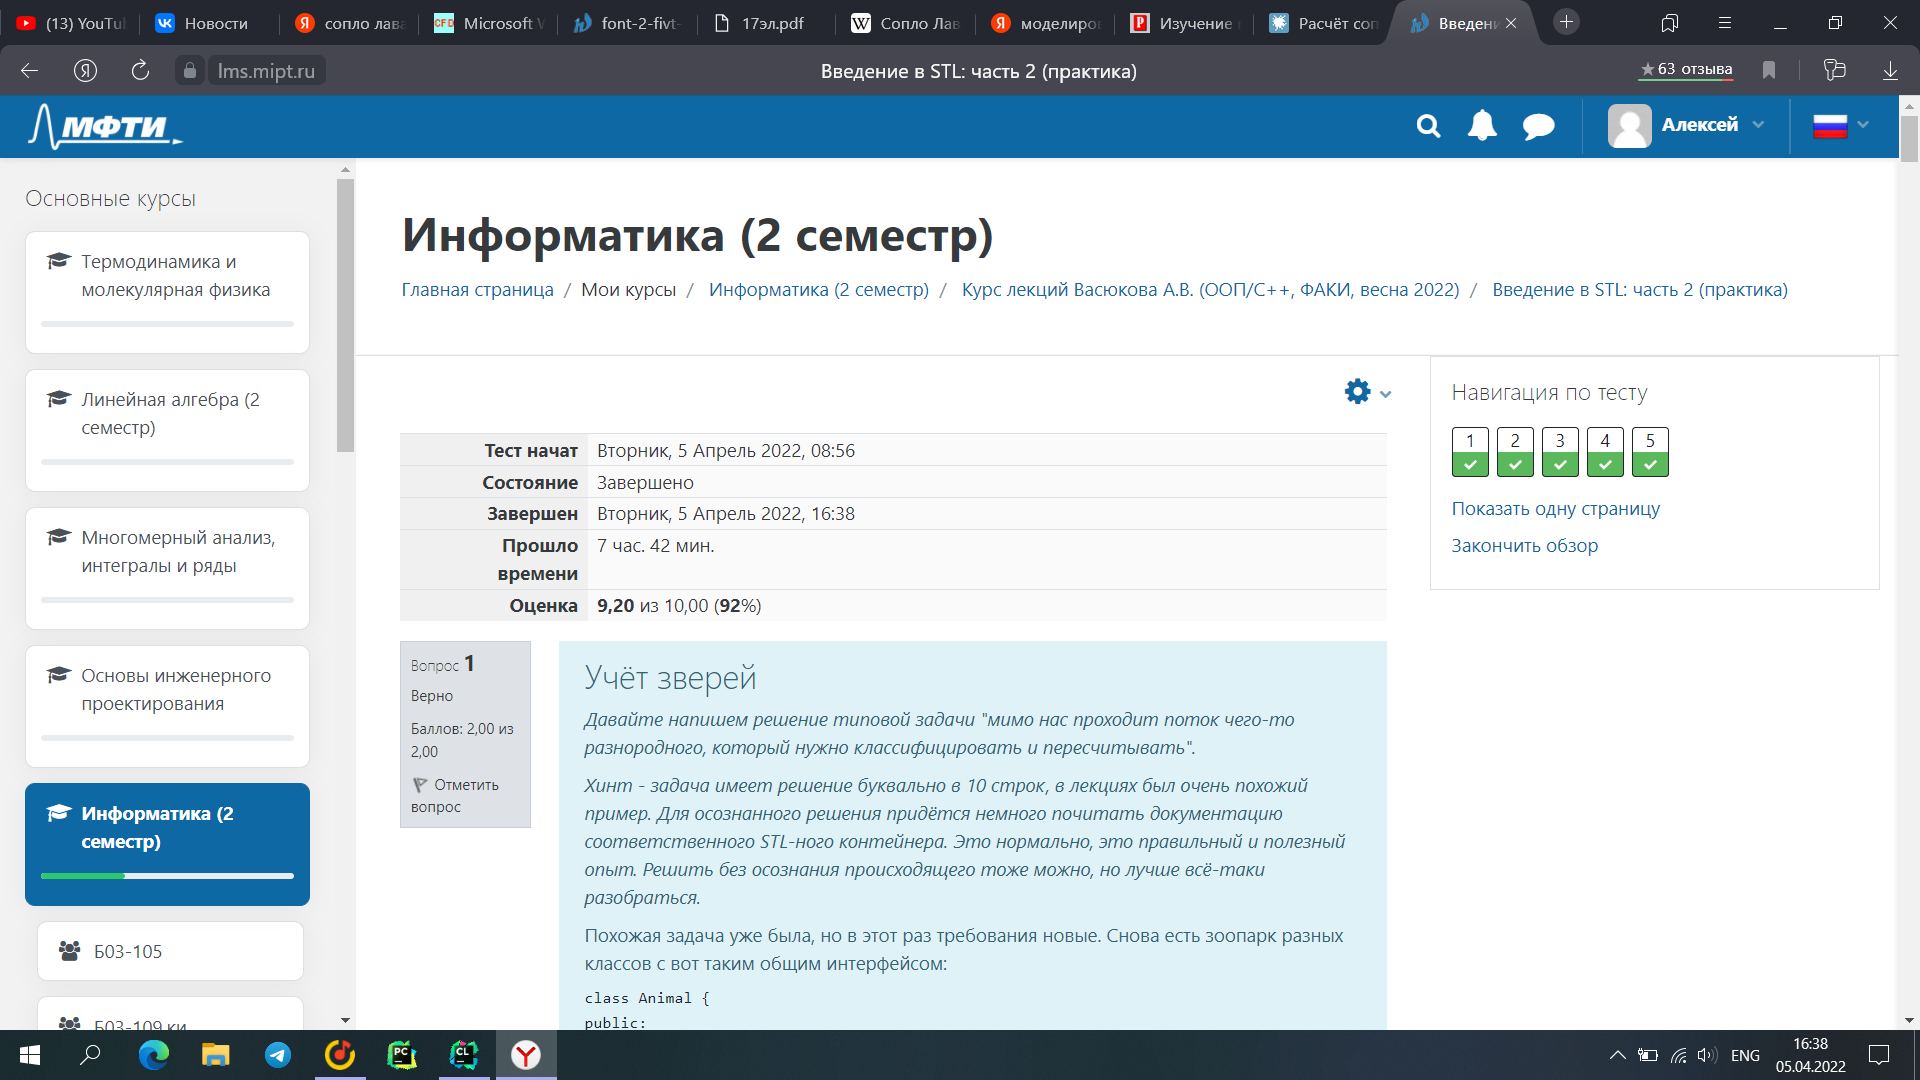 (13) YouTu
Новости
сопло лава
Microsoft W
font-2-fivt-
17эл.pdf
Сопло Лав
моделиров
Изучение
Расчёт соп
Введени
lms.mipt.ru
Введение в STL: часть 2 (практика)
★63 отзыва
МФТИ
Алексей
Основные курсы
Термодинамика и
молекулярная физика
Линейная алгебра (2
семестр)
Многомерный анализ,
интегралы и ряды
Основы инженерного
проектирования
Информатика (2
семестр)
Б03-105
Б03-109 ки
Информатика (2 семестр)
Главная страница / Мои курсы / Информатика (2 семестр) / Курс лекций Васюкова А.В. (ООП/C++, ФАКИ, весна 2022) / Введение в STL: часть 2 (практика)
Тест начат Вторник, 5 Апрель 2022, 08:56
Состояние Завершено
Завершен Вторник, 5 Апрель 2022, 16:38
Прошло 7 час. 42 мин.
времени
Оценка 9,20 из 10,00 (92%)
Навигация по тесту
1 2 3 4 5
Показать одну страницу
Закончить обзор
Вопрос 1
Верно
Баллов: 2,00 из
2,00
Отметить
вопрос
Учёт зверей
Давайте напишем решение типовой задачи "мимо нас проходит поток чего-то
разнородного, который нужно классифицировать и пересчитывать".
Хинт - задача имеет решение буквально в 10 строк, в лекциях был очень похожий
пример. Для осознанного решения придётся немного почитать документацию
соответственного STL-ного контейнера. Это нормально, это правильный и полезный
опыт. Решить без осознания происходящего тоже можно, но лучше всё-таки
разобраться.
Похожая задача уже была, но в этот раз требования новые. Снова есть зоопарк разных
классов с вот таким общим интерфейсом:
class Animal {
public:
ENG
16:38
05.04.2022